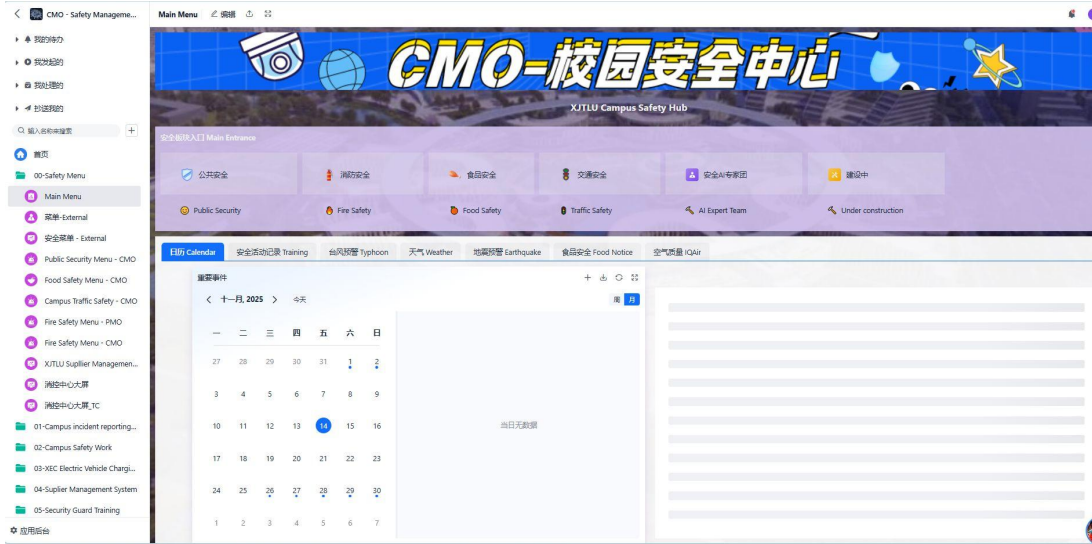 CMO - Safety Manageme...
Main Menu 编辑
我的待办
我发起的
我处理的
抄送我的
输入名称来搜索
首页
00-Safety Menu
Main Menu
菜单-External
安全菜单 - External
Public Security Menu - CMO
Food Safety Menu - CMO
Campus Traffic Safety - CMO
Fire Safety Menu - PMO
Fire Safety Menu - CMO
XJTLU Supllier Managemen...
消控中心大屏
消控中心大屏_TC
01-Campus incident reporting...
02-Campus Safety Work
03-XEC Electric Vehicle Chargi...
04-Suplier Management System
05-Security Guard Training
应用后台
CMO-校园安全中心
XJTLU Campus Safety Hub
安全板块入口 Main Entrance
公共安全 消防安全 食品安全 交通安全 安全AI专家团 建设中
Public Security Fire Safety Food Safety Traffic Safety AI Expert Team Under construction
日历 Calendar 安全活动记录 Training 台风预警 Typhoon 天气 Weather 地震预警 Earthquake 食品安全 Food Notice 空气质量 IQAir
重要事件
十一月, 2025 今天 周 月
一 二 三 四 五 六 日
27 28 29 30 31 1 2
3 4 5 6 7 8 9
10 11 12 13 14 15 16
当日无数据
17 18 19 20 21 22 23
24 25 26 27 28 29 30
1 2 3 4 5 6 7